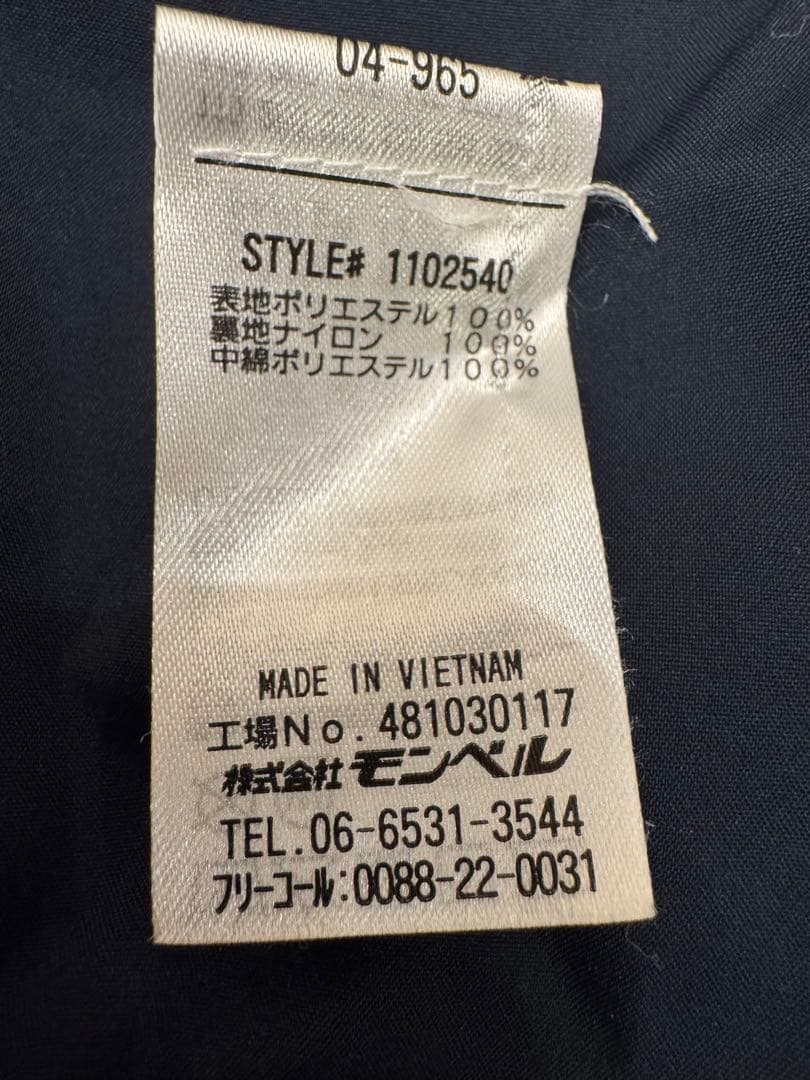 04-965
STYLE# 1102540
表地ポリエステル100%
裏地ナイロン 100%
中綿ポリエステル100%
MADE IN VIETNAM
工場No.481030117
株式会社モンベル
TEL.06-6531-3544
フリーコール:0088-22-0031